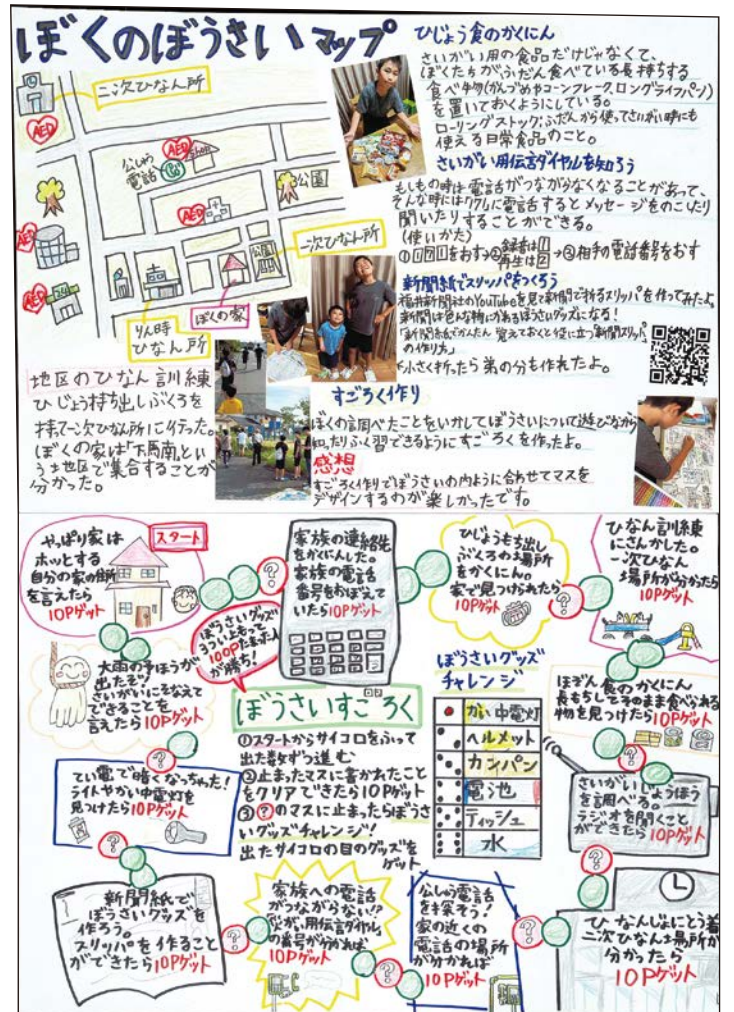 ぼくのぼうさいマップ
二次ひなん所
AED
公しゅう
電話
AED
shop
公園
AED
AED
AED
24
公園
一次ひなん所
ぼくの家
りん時
ひなん所
地区のひなん訓練
ひじょう持ち出しぶくろを
持って一次ひなん所に行った。
ぼくの家は「下馬南」とい
う地区で集合することが
分かった。
ひじょう食のかくにん
さいがい用の食品だけじゃなくて、
ぼくたちが、ふだん食べている長持ちする
食べ物(かんづめやコーンフレーク、ロングライフパン)
を置いておくようにしている。
ローリングストック:ふだんから使ってさいがい時にも
使える日常食品のこと。
さいがい用伝言ダイヤルを知ろう
もしもの時は電話がつながらなくなることがあって、
そんな時には171に電話するとメッセージをのこしたり
聞いたりすることができる。
(使いかた)
①171をおす→②録音は1 再生は2→③相手の電話番号をおす
新聞紙でスリッパをつくろう
福井新聞社のYouTubeを見て新聞で折るスリッパを作ってみたよ。
新聞は色んな物にかわるぼうさいグッズになる!
「新聞紙でかんたん 覚えておくと役に立つ「新聞スリッパ」
の作り方」
小さく折ったら弟の分も作れたよ。
すごろく作り
ぼくの調べたことをいかしてぼうさいについて遊びながら
知ったりふく習できるようにすごろくを作ったよ。
感想
すごろく作りでぼうさいの内ように合わせてマスを
デザインするのが楽しかったです。
スタート
やっぱり家は
ホッとする
自分の家の住所
を言えたら
10Pゲット
?
家族の連絡先
をかくにんした。
家族の電話
番号をおぼえて
いたら10Pゲット
ひじょうもち出し
ぶくろの場所
をかくにん。
家で見つけられたら
10Pゲット
?
ひなん訓練
にさんかした。
一次ひなん
場所が分かったら
10Pゲット
ぼうさいグッズ
3つい上もって
100Pたまった人
が勝ち!
大雨の予ほうが
出たぞ!
さいがいにそなえて
できることを
言えたら10Pゲット
ぼうさいすごろく
①スタートからサイコロをふって
出た数ずつ進む、
②止まったマスに書かれたこと
をクリアできたら10Pゲット
③?のマスに止まったらぼうさ
いグッズチャレンジ!
出たサイコロの目のグッズを
ゲット
ぼうさいグッズ
チャレンジ
かい中電灯
ヘルメット
カンパン
電池
ティッシュ
水
ほぞん食のかくにん
長もちしてそのまま食べられる
物を見つけたら10Pゲット
?
てい電で暗くなっちゃった!
ライトやかい中電灯を
見つけたら10Pゲット
?
さいがいじょうほう
を調べる。
ラジオを聞くこと
ができたら10Pゲット
?
?
新聞紙で
ぼうさいグッズを
作ろう。
スリッパを作ること
ができたら10Pゲット
?
家族への電話
がつながらない!?
災がい用伝言ダイヤル
の番号が分かれば
10Pゲット
?
公しゅう電話
を探そう!
家の近くの
電話の場所
が分かれば
10Pゲット
?
ひなんじょにとう着
二次ひなん場所が
分かったら
10Pゲット